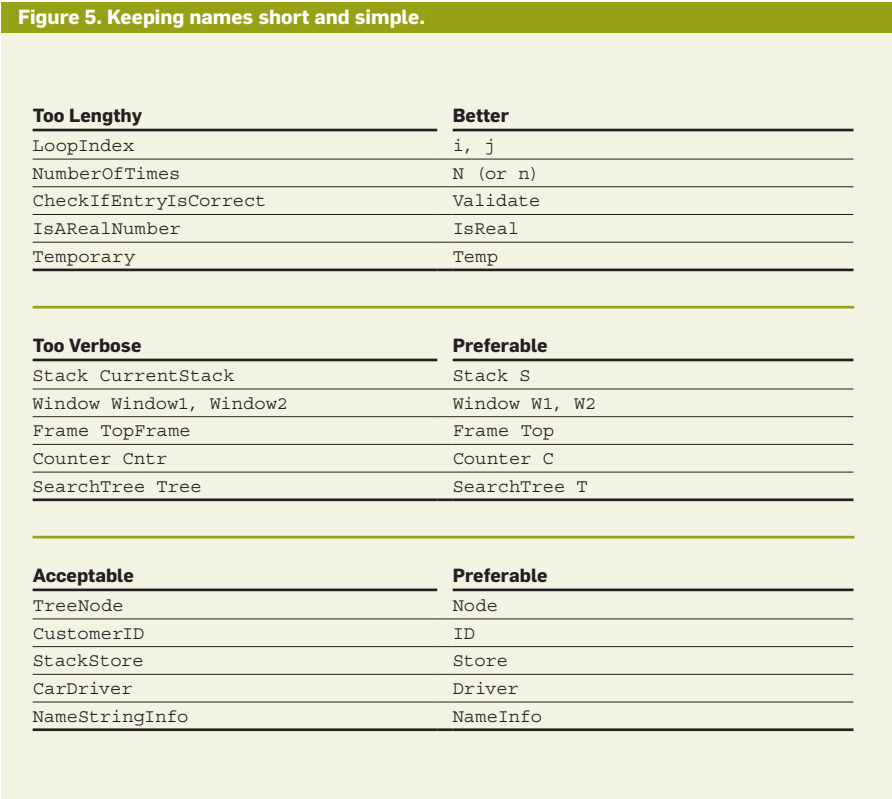 Figure 5. Keeping names short and simple.
Too Lengthy Better
LoopIndex i, j
NumberOfTimes N (or n)
CheckIfEntryIsCorrect Validate
IsARealNumber IsReal
Temporary Temp
Too Verbose Preferable
Stack CurrentStack Stack S
Window Window1, Window2 Window W1, W2
Frame TopFrame Frame Top
Counter Cntr Counter C
SearchTree Tree SearchTree T
Acceptable Preferable
TreeNode Node
CustomerID ID
StackStore Store
CarDriver Driver
NameStringInfo NameInfo